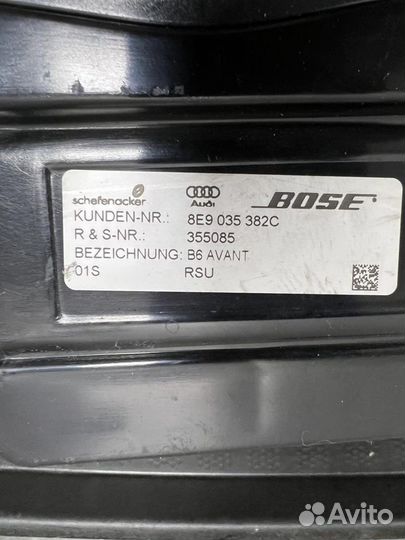 schefenacker Audi BOSE
KUNDEN-NR.: 8E9 035 382C
R & S-NR.: 355085
BEZEICHNUNG: B6 AVANT
01S RSU
Avito